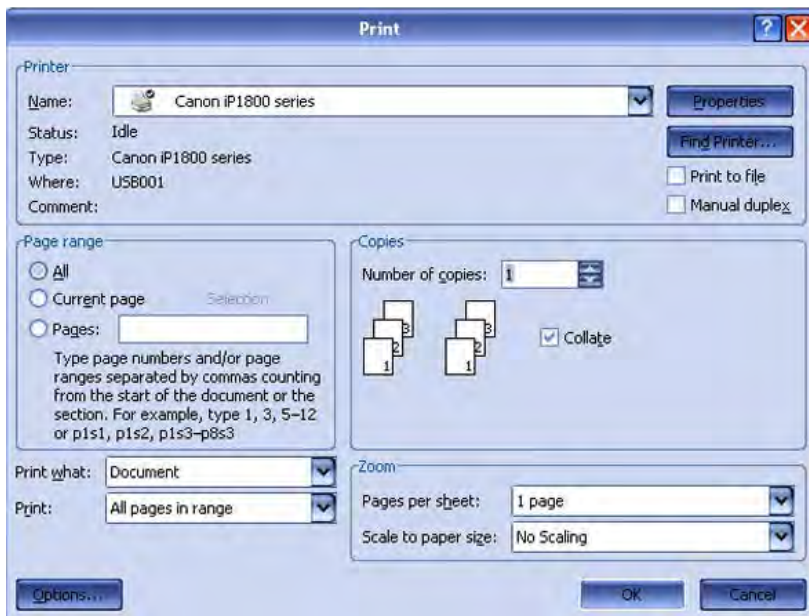 Print
Printer
Name: Canon iP1800 series Properties
Status: Idle Find Printer...
Type: Canon iP1800 series
Where: USB001 Print to file
Comment: Manual duplex
Page range
All
Current page Selection
Pages:
Type page numbers and/or page
ranges separated by commas counting
from the start of the document or the
section. For example, type 1, 3, 5–12
or p1s1, p1s2, p1s3–p8s3
Copies
Number of copies: 1
3 3
2 2
1 1
Collate
Print what: Document
Print: All pages in range
Zoom
Pages per sheet: 1 page
Scale to paper size: No Scaling
Options... OK Cancel